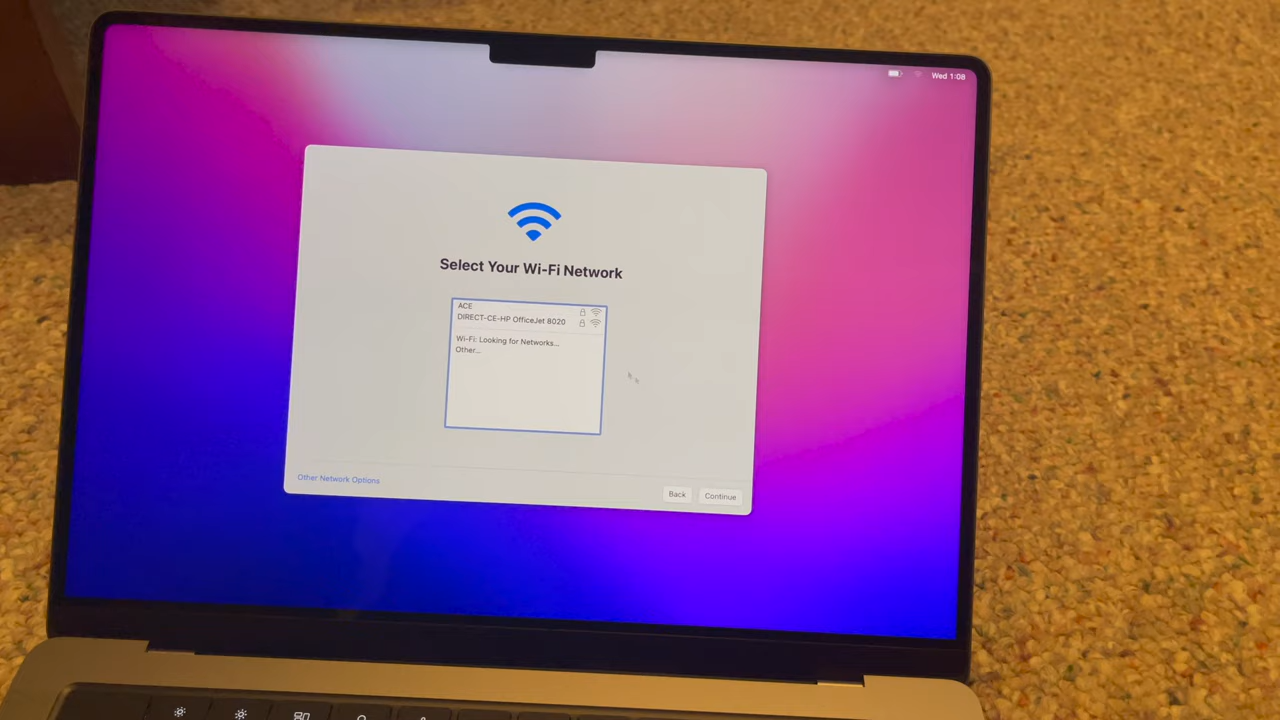 Wed 1:08
Select Your Wi-Fi Network
ACE
DIRECT-CE-HP OfficeJet 8020
Wi-Fi: Looking for Networks...
Other...
Other Network Options
Back
Continue